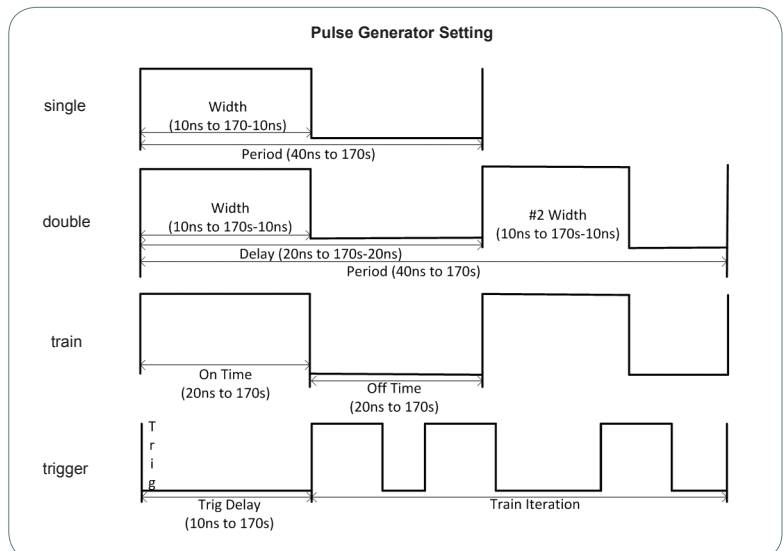 Pulse Generator Setting
single
Width
(10ns to 170-10ns)
Period (40ns to 170s)
double
Width
(10ns to 170s-10ns)
#2 Width
(10ns to 170s-10ns)
Delay (20ns to 170s-20ns)
Period (40ns to 170s)
train
On Time
(20ns to 170s)
Off Time
(20ns to 170s)
trigger
Trig
Trig Delay
(10ns to 170s)
Train Iteration